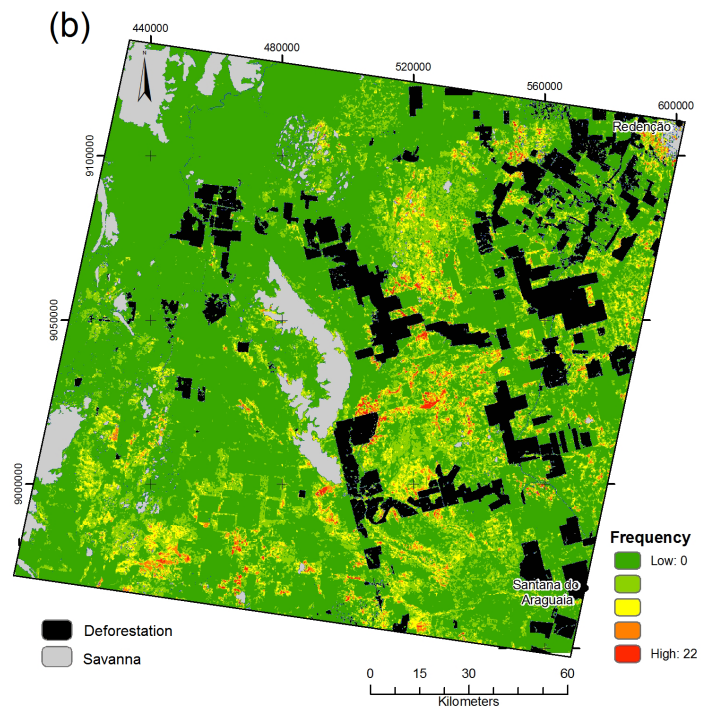 (b)
440000
480000
520000
560000
600000
N
Redenção
9100000
9050000
9000000
Frequency
Low: 0
High: 22
Santana do
Araguaia
Deforestation
Savanna
0 15 30 45 60
Kilometers